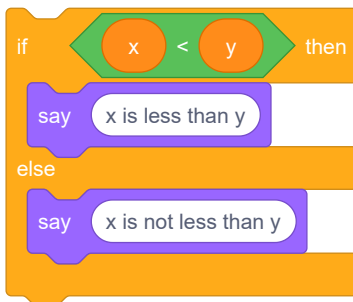 if x < y then
say x is less than y
else
say x is not less than y